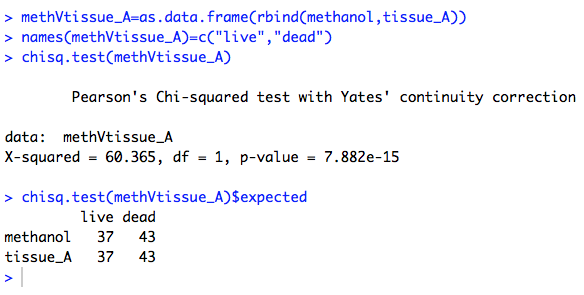 > methVtissue_A=as.data.frame(rbind(methanol,tissue_A))
> names(methVtissue_A)=c("live","dead")
> chisq.test(methVtissue_A)
Pearson's Chi-squared test with Yates' continuity correction
data:  methVtissue_A
X-squared = 60.365, df = 1, p-value = 7.882e-15
> chisq.test(methVtissue_A)$expected
         live dead
methanol   37   43
tissue_A   37   43
>